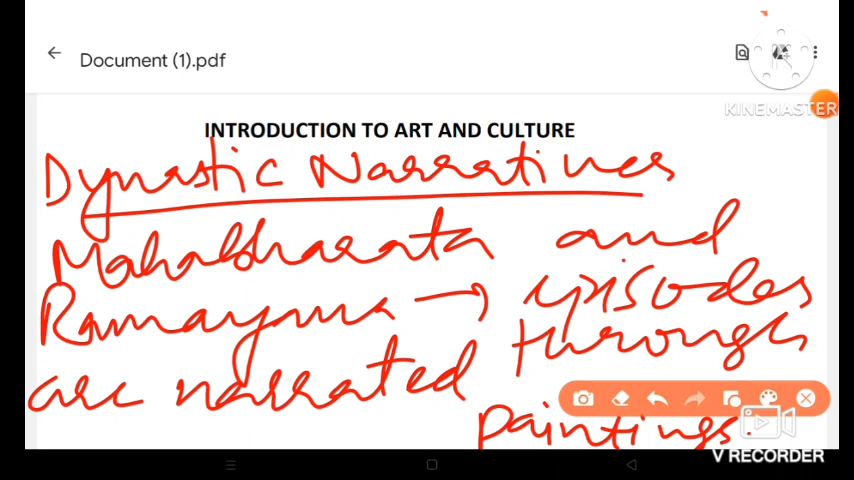 Document (1).pdf
KINEMASTER
INTRODUCTION TO ART AND CULTURE
Dynastic Narratives
Mahabharata and
Ramayana → episodes
are narrated through
paintings.
V RECORDER